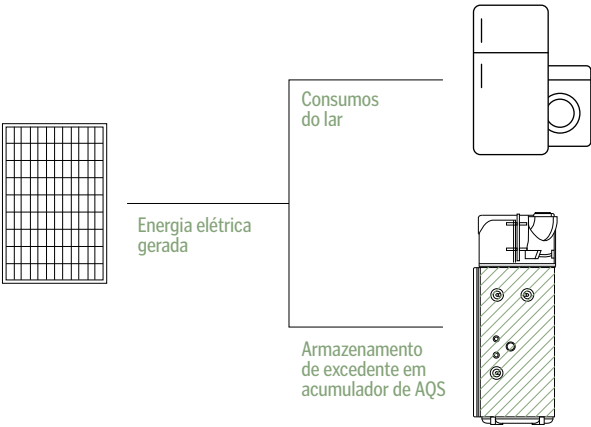 Consumos
do lar
Energia elétrica
gerada
Armazenamento
de excedente em
acumulador de AQS